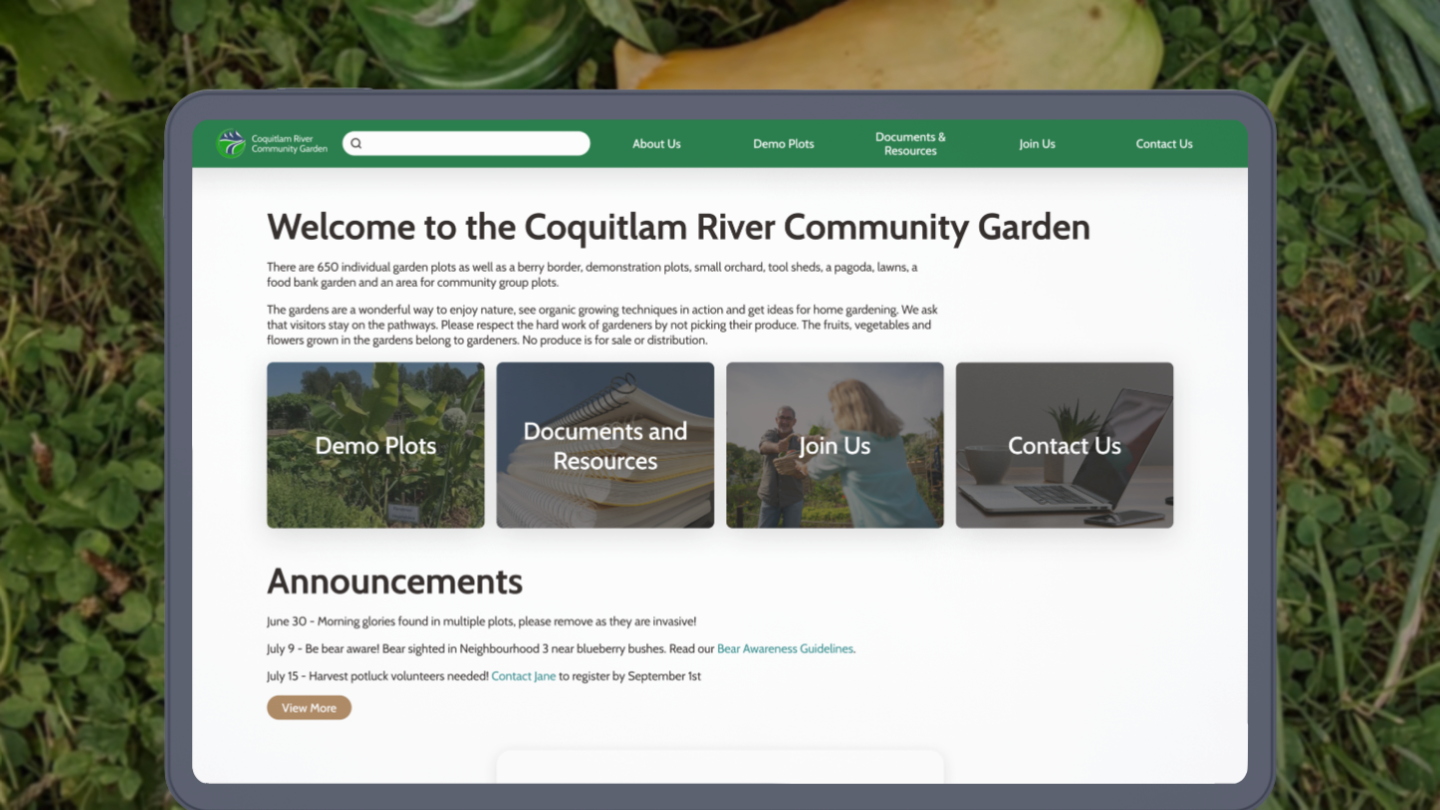 Coquitlam River
Community Garden
About Us
Demo Plots
Documents &
Resources
Join Us
Contact Us
Welcome to the Coquitlam River Community Garden
There are 650 individual garden plots as well as a berry border, demonstration plots, small orchard, tool sheds, a pagoda, lawns, a
food bank garden and an area for community group plots.
The gardens are a wonderful way to enjoy nature, see organic growing techniques in action and get ideas for home gardening. We ask
that visitors stay on the pathways. Please respect the hard work of gardeners by not picking their produce. The fruits, vegetables and
flowers grown in the gardens belong to gardeners. No produce is for sale or distribution.
Demo Plots
Documents and
Resources
Join Us
Contact Us
Announcements
June 30 - Morning glories found in multiple plots, please remove as they are invasive!
July 9 - Be bear aware! Bear sighted in Neighbourhood 3 near blueberry bushes. Read our Bear Awareness Guidelines.
July 15 - Harvest potluck volunteers needed! Contact Jane to register by September 1st
View More